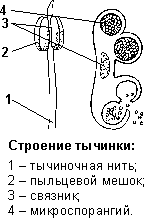 4
3
2
1
Строение тычинки:
1 – тычиночная нить;
2 – пыльцевой мешок;
3 – связник;
4 – микроспорангий.